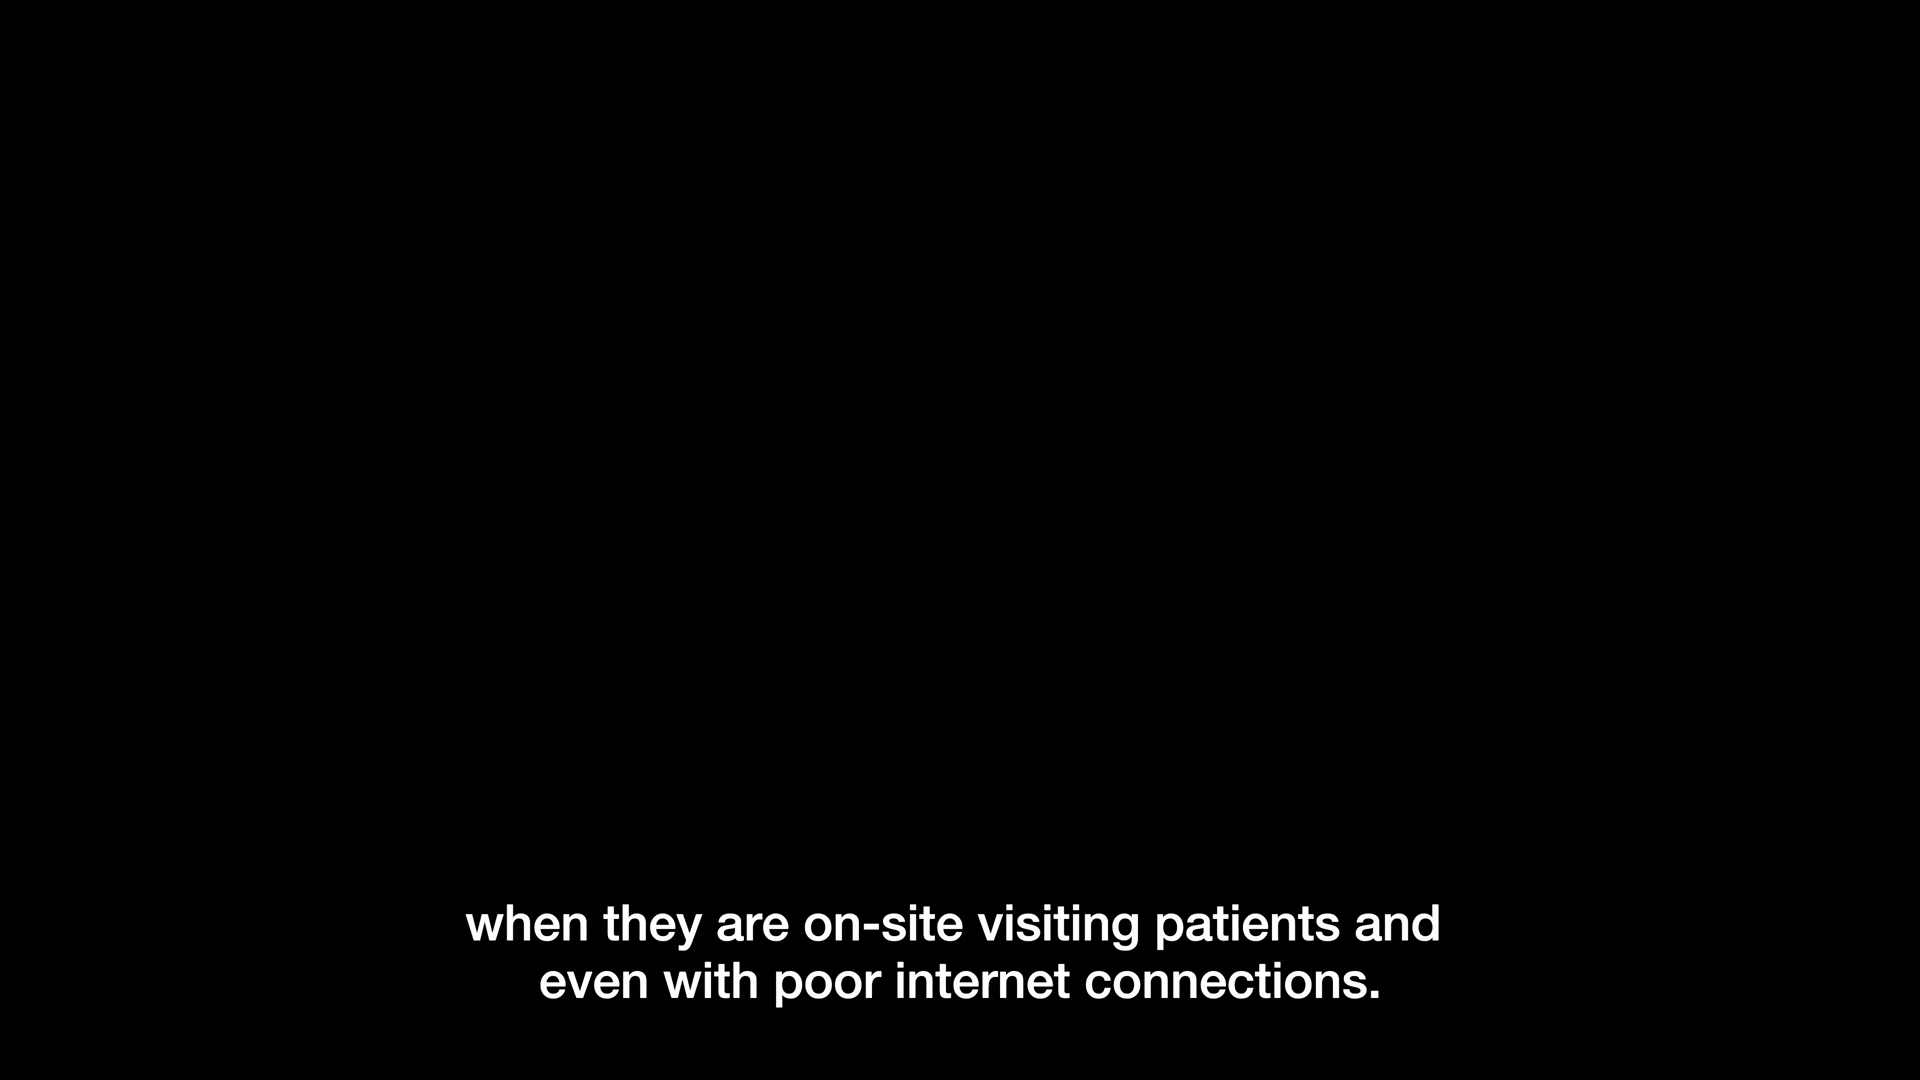 when they are on-site visiting patients and
even with poor internet connections.